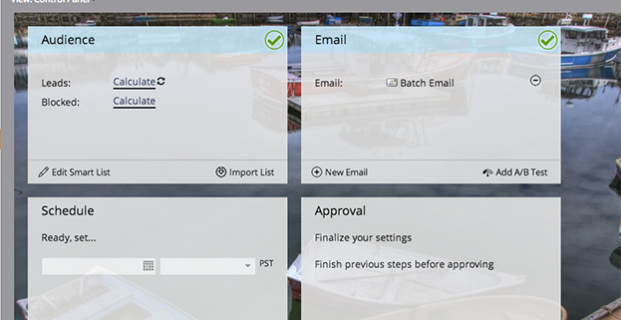 View: Control Panel
Audience
Leads: Calculate
Blocked: Calculate
Edit Smart List
Import List
Email
Email: Batch Email
New Email
Add A/B Test
Schedule
Ready, set...
PST
Approval
Finalize your settings
Finish previous steps before approving